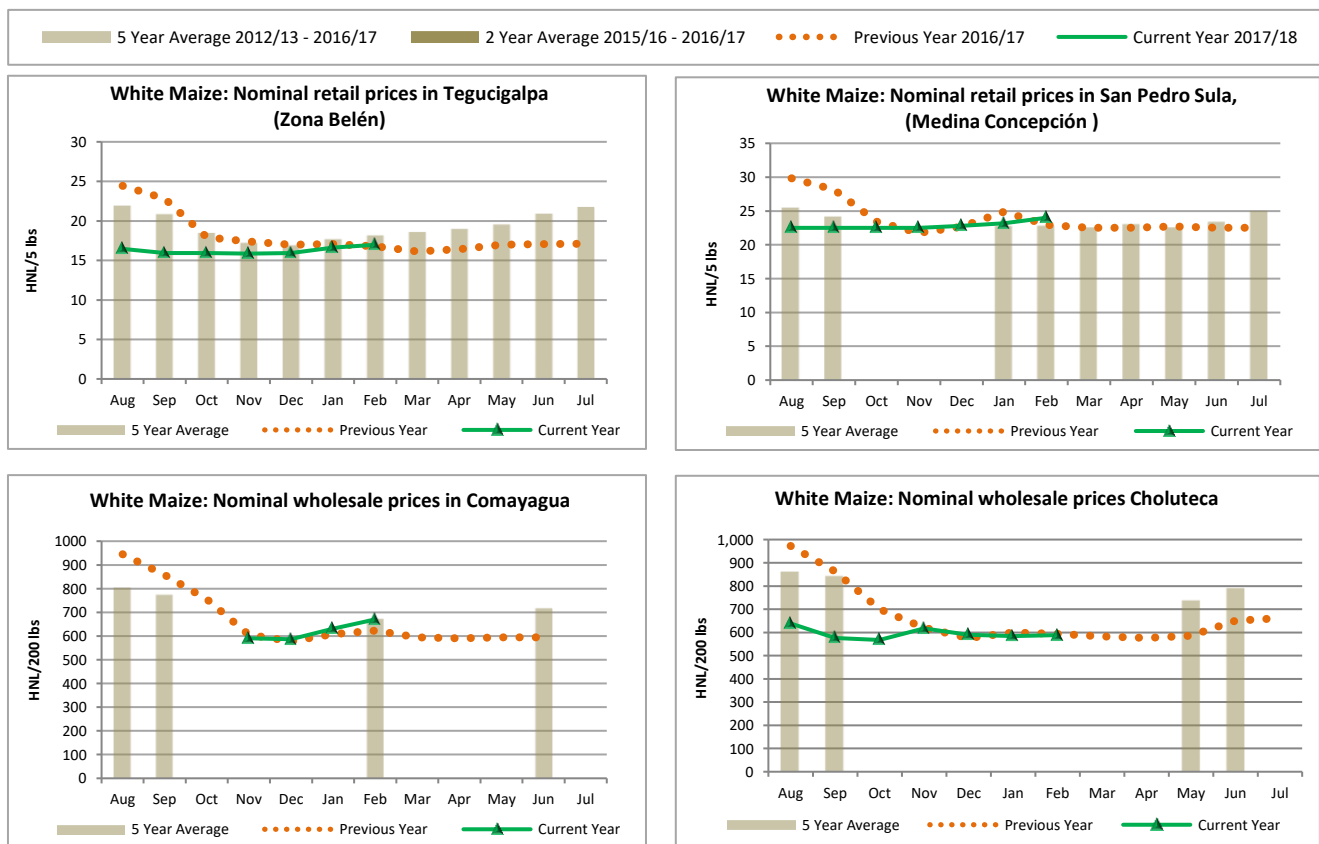 5 Year Average 2012/13 - 2016/17 2 Year Average 2015/16 - 2016/17 Previous Year 2016/17 Current Year 2017/18
White Maize: Nominal retail prices in Tegucigalpa
(Zona Belén)
HNL/5 lbs
30
25
20
15
10
5
0
Aug Sep Oct Nov Dec Jan Feb Mar Apr May Jun Jul
5 Year Average Previous Year Current Year
White Maize: Nominal retail prices in San Pedro Sula,
(Medina Concepción )
HNL/5 lbs
35
30
25
20
15
10
5
0
Aug Sep Oct Nov Dec Jan Feb Mar Apr May Jun Jul
5 Year Average Previous Year Current Year
White Maize: Nominal wholesale prices in Comayagua
HNL/200 lbs
1000
900
800
700
600
500
400
300
200
100
0
Aug Sep Oct Nov Dec Jan Feb Mar Apr May Jun Jul
5 Year Average Previous Year Current Year
White Maize: Nominal wholesale prices Choluteca
HNL/200 lbs
1,000
900
800
700
600
500
400
300
200
100
0
Aug Sep Oct Nov Dec Jan Feb Mar Apr May Jun Jul
5 Year Average Previous Year Current Year